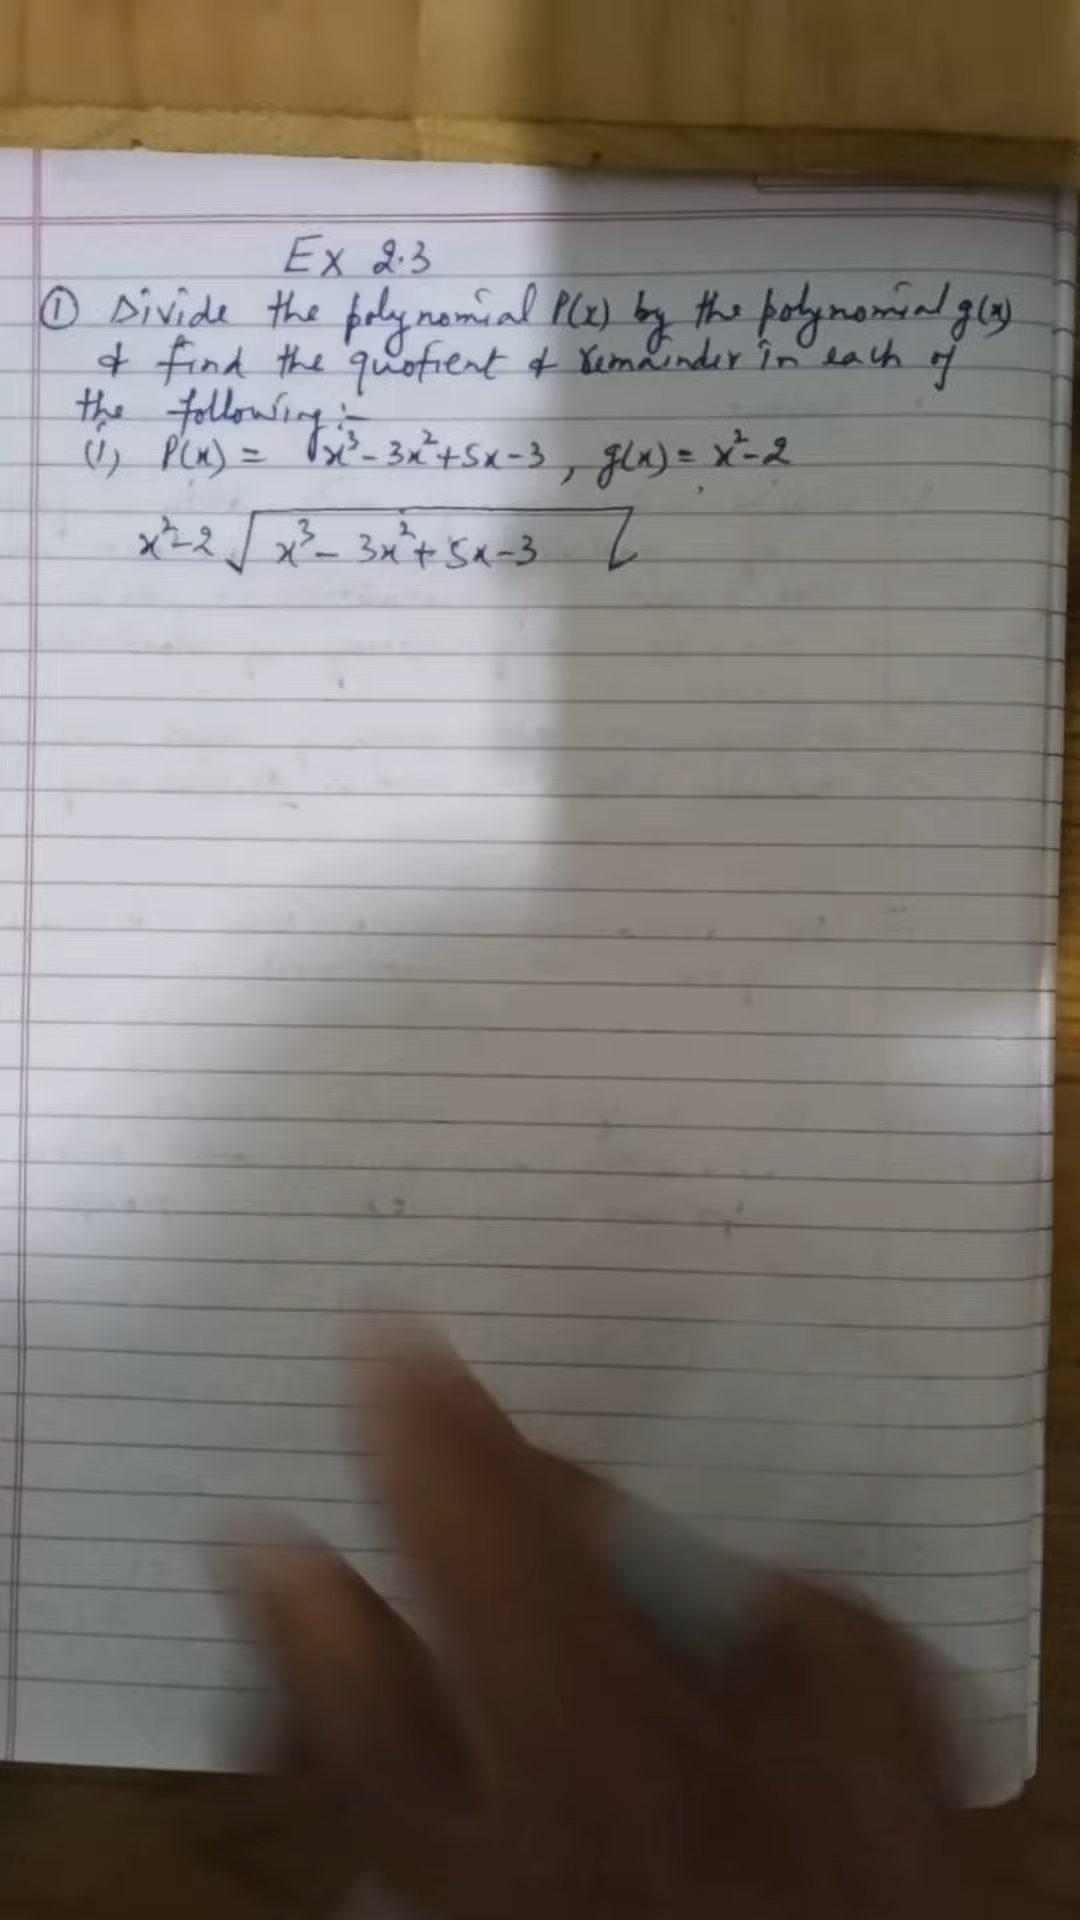 Ex 2.3
① Divide the polynomial P(x) by the polynomial g(x)
& find the quotient & remainder in each of
the following:-
(i) P(x) = x³-3x²+5x-3, g(x) = x²-2
x²-2 √ x³- 3x²+5x-3